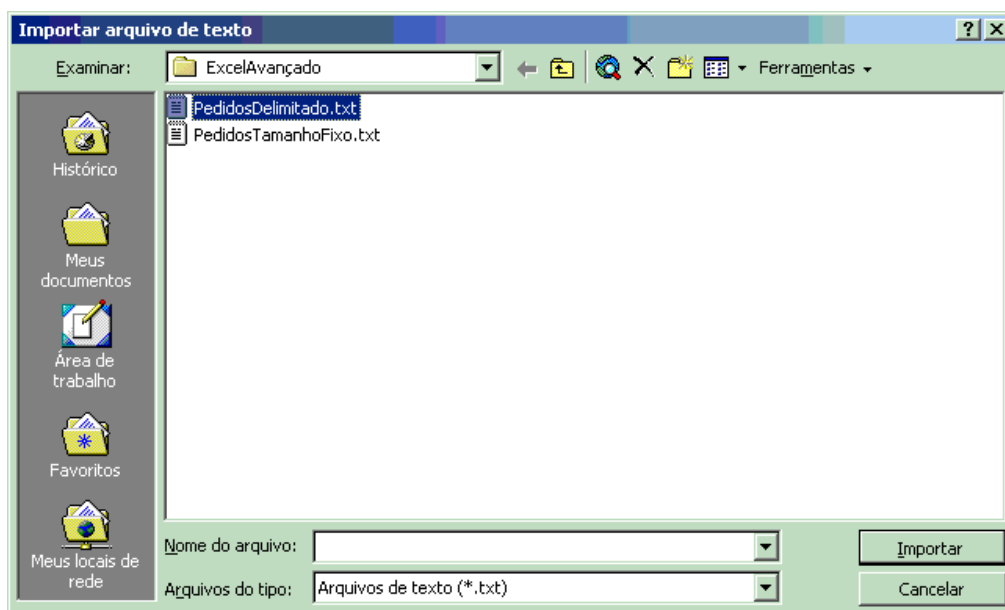 Importar arquivo de texto
Examinar: ExcelAvançado Ferramentas
PedidosDelimitado.txt
PedidosTamanhoFixo.txt
Histórico
Meus
documentos
Área de
trabalho
Favoritos
Meus locais de
rede
Nome do arquivo: Importar
Arquivos do tipo: Arquivos de texto (*.txt) Cancelar